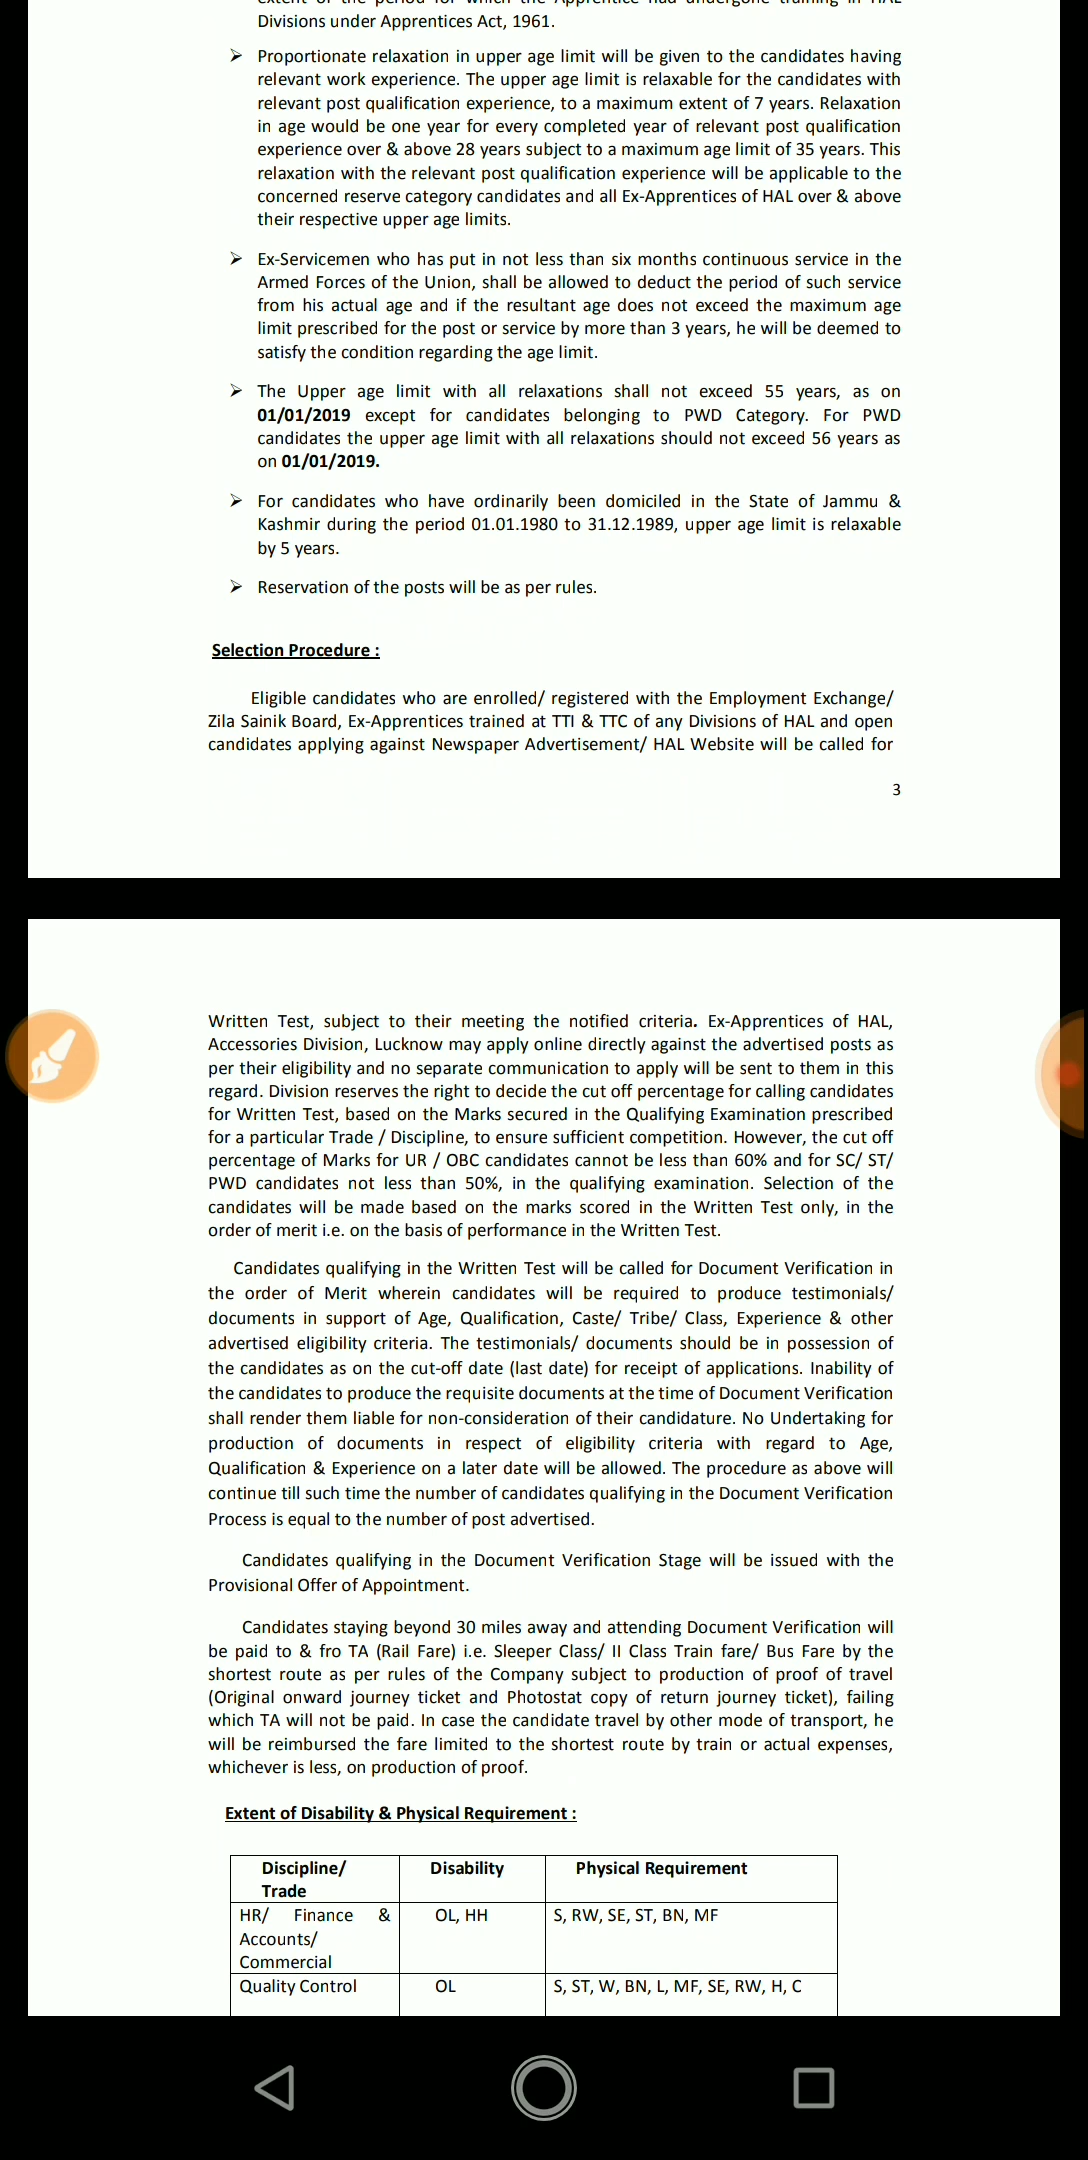 extent of the period for which the Apprentice had undergone training in HAL
Divisions under Apprentices Act, 1961.
➢ Proportionate relaxation in upper age limit will be given to the candidates having
relevant work experience. The upper age limit is relaxable for the candidates with
relevant post qualification experience, to a maximum extent of 7 years. Relaxation
in age would be one year for every completed year of relevant post qualification
experience over & above 28 years subject to a maximum age limit of 35 years. This
relaxation with the relevant post qualification experience will be applicable to the
concerned reserve category candidates and all Ex-Apprentices of HAL over & above
their respective upper age limits.
➢ Ex-Servicemen who has put in not less than six months continuous service in the
Armed Forces of the Union, shall be allowed to deduct the period of such service
from his actual age and if the resultant age does not exceed the maximum age
limit prescribed for the post or service by more than 3 years, he will be deemed to
satisfy the condition regarding the age limit.
➢ The Upper age limit with all relaxations shall not exceed 55 years, as on
01/01/2019 except for candidates belonging to PWD Category. For PWD
candidates the upper age limit with all relaxations should not exceed 56 years as
on 01/01/2019.
➢ For candidates who have ordinarily been domiciled in the State of Jammu &
Kashmir during the period 01.01.1980 to 31.12.1989, upper age limit is relaxable
by 5 years.
➢ Reservation of the posts will be as per rules.
Selection Procedure :
Eligible candidates who are enrolled/ registered with the Employment Exchange/
Zila Sainik Board, Ex-Apprentices trained at TTI & TTC of any Divisions of HAL and open
candidates applying against Newspaper Advertisement/ HAL Website will be called for
3
Written Test, subject to their meeting the notified criteria. Ex-Apprentices of HAL,
Accessories Division, Lucknow may apply online directly against the advertised posts as
per their eligibility and no separate communication to apply will be sent to them in this
regard. Division reserves the right to decide the cut off percentage for calling candidates
for Written Test, based on the Marks secured in the Qualifying Examination prescribed
for a particular Trade / Discipline, to ensure sufficient competition. However, the cut off
percentage of Marks for UR / OBC candidates cannot be less than 60% and for SC/ ST/
PWD candidates not less than 50%, in the qualifying examination. Selection of the
candidates will be made based on the marks scored in the Written Test only, in the
order of merit i.e. on the basis of performance in the Written Test.
Candidates qualifying in the Written Test will be called for Document Verification in
the order of Merit wherein candidates will be required to produce testimonials/
documents in support of Age, Qualification, Caste/ Tribe/ Class, Experience & other
advertised eligibility criteria. The testimonials/ documents should be in possession of
the candidates as on the cut-off date (last date) for receipt of applications. Inability of
the candidates to produce the requisite documents at the time of Document Verification
shall render them liable for non-consideration of their candidature. No Undertaking for
production of documents in respect of eligibility criteria with regard to Age,
Qualification & Experience on a later date will be allowed. The procedure as above will
continue till such time the number of candidates qualifying in the Document Verification
Process is equal to the number of post advertised.
Candidates qualifying in the Document Verification Stage will be issued with the
Provisional Offer of Appointment.
Candidates staying beyond 30 miles away and attending Document Verification will
be paid to & fro TA (Rail Fare) i.e. Sleeper Class/ II Class Train fare/ Bus Fare by the
shortest route as per rules of the Company subject to production of proof of travel
(Original onward journey ticket and Photostat copy of return journey ticket), failing
which TA will not be paid. In case the candidate travel by other mode of transport, he
will be reimbursed the fare limited to the shortest route by train or actual expenses,
whichever is less, on production of proof.
Extent of Disability & Physical Requirement :
Discipline/ Disability Physical Requirement
Trade
HR/ Finance & OL, HH S, RW, SE, ST, BN, MF
Accounts/
Commercial
Quality Control OL S, ST, W, BN, L, MF, SE, RW, H, C